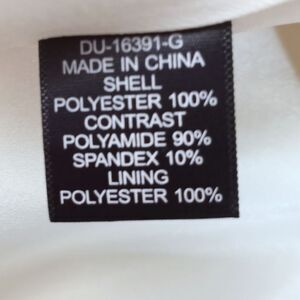 DU-16391-G
MADE IN CHINA
SHELL
POLYESTER 100%
CONTRAST
POLYAMIDE 90%
SPANDEX 10%
LINING
POLYESTER 100%